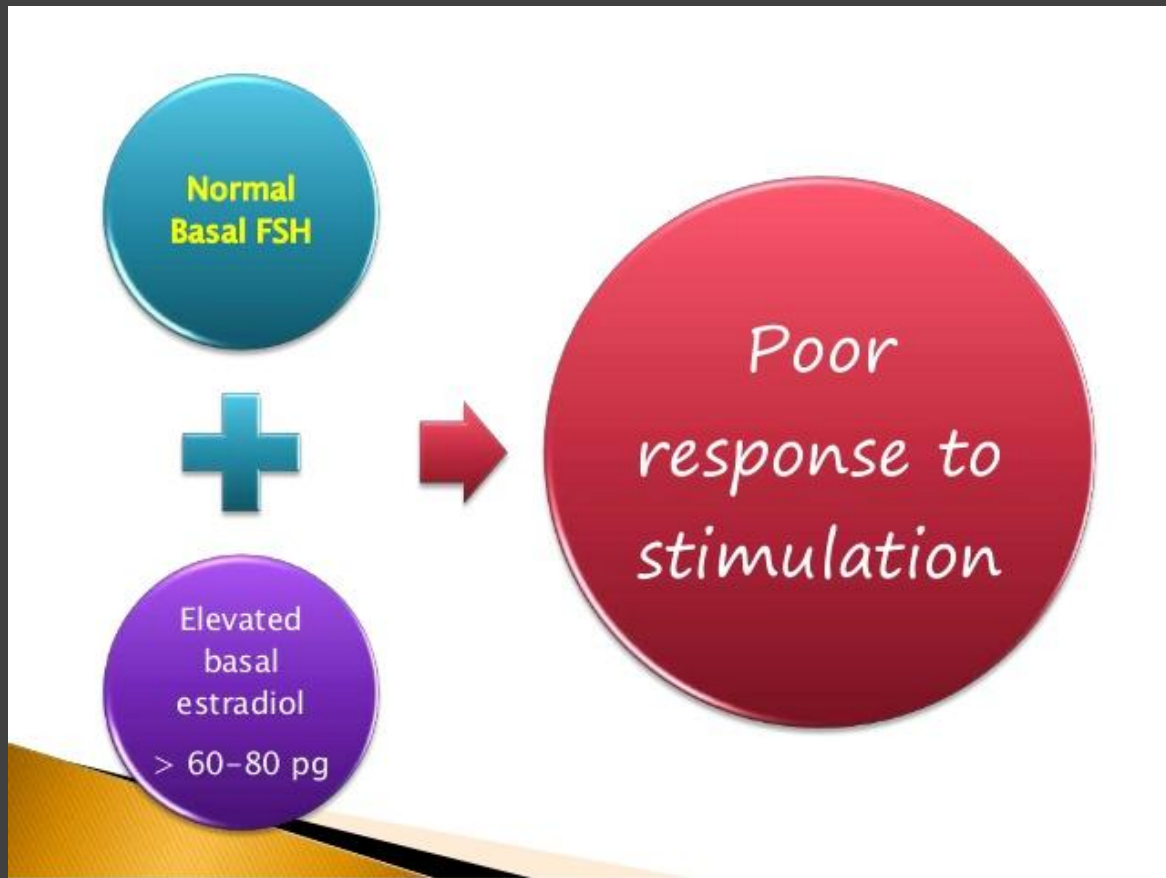 Normal
Basal FSH
Elevated
basal
estradiol
> 60-80 pg
Poor
response to
stimulation